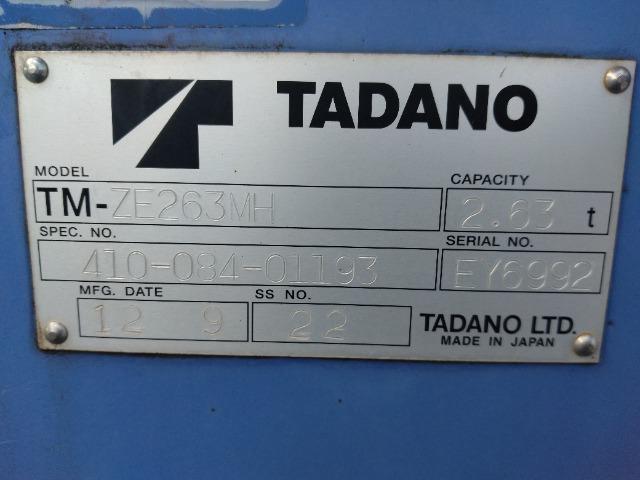 TADANO
MODEL
TM-ZE263MH
CAPACITY
2.63 t
SPEC. NO.
410-084-01193
SERIAL NO.
EY6992
MFG. DATE
12 9
SS NO.
22
TADANO LTD.
MADE IN JAPAN